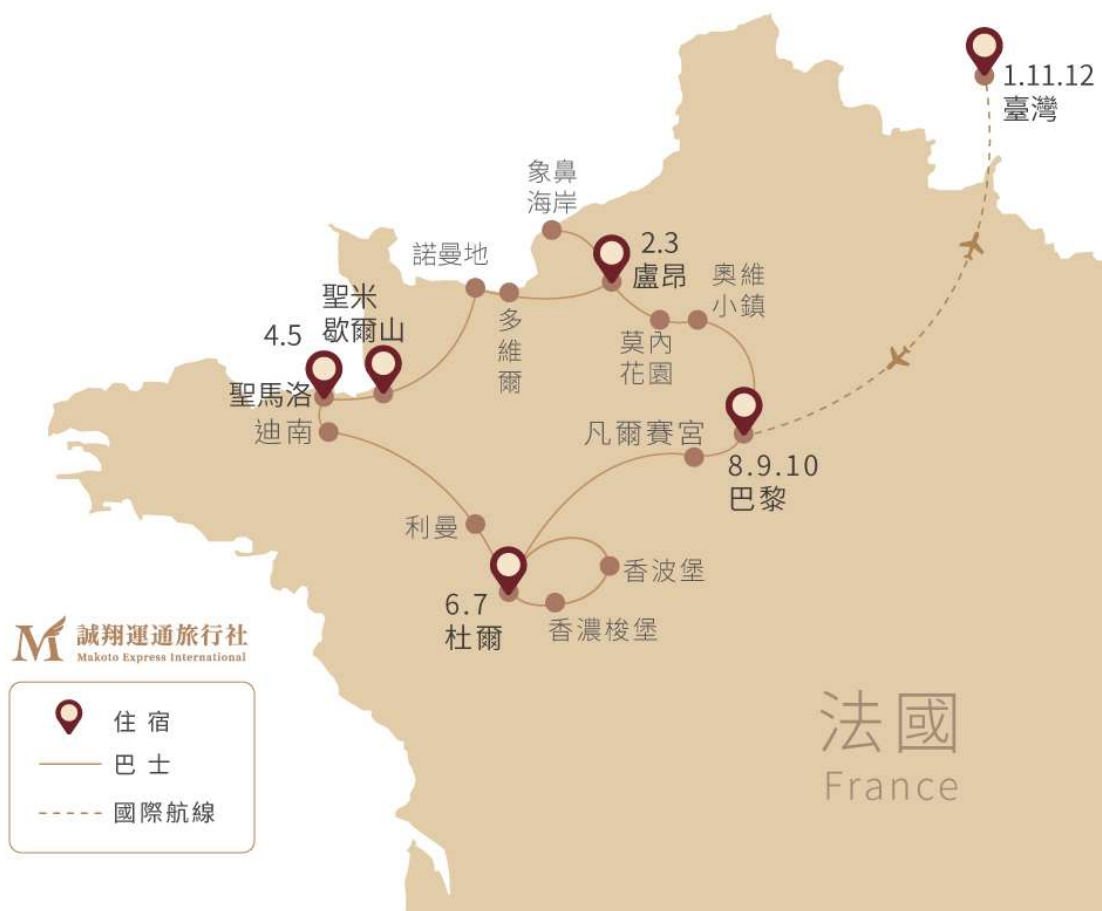 1.11.12
臺灣
象鼻
海岸
2.3
盧昂
諾曼地
奧維
小鎮
聖米
歇爾山
4.5
多
維
爾
莫內
花園
聖馬洛
迪南
凡爾賽宮
8.9.10
巴黎
利曼
香波堡
6.7
杜爾
香濃梭堡
M 誠翔運通旅行社
Makoto Express International
住宿
巴士
國際航線
法國
France